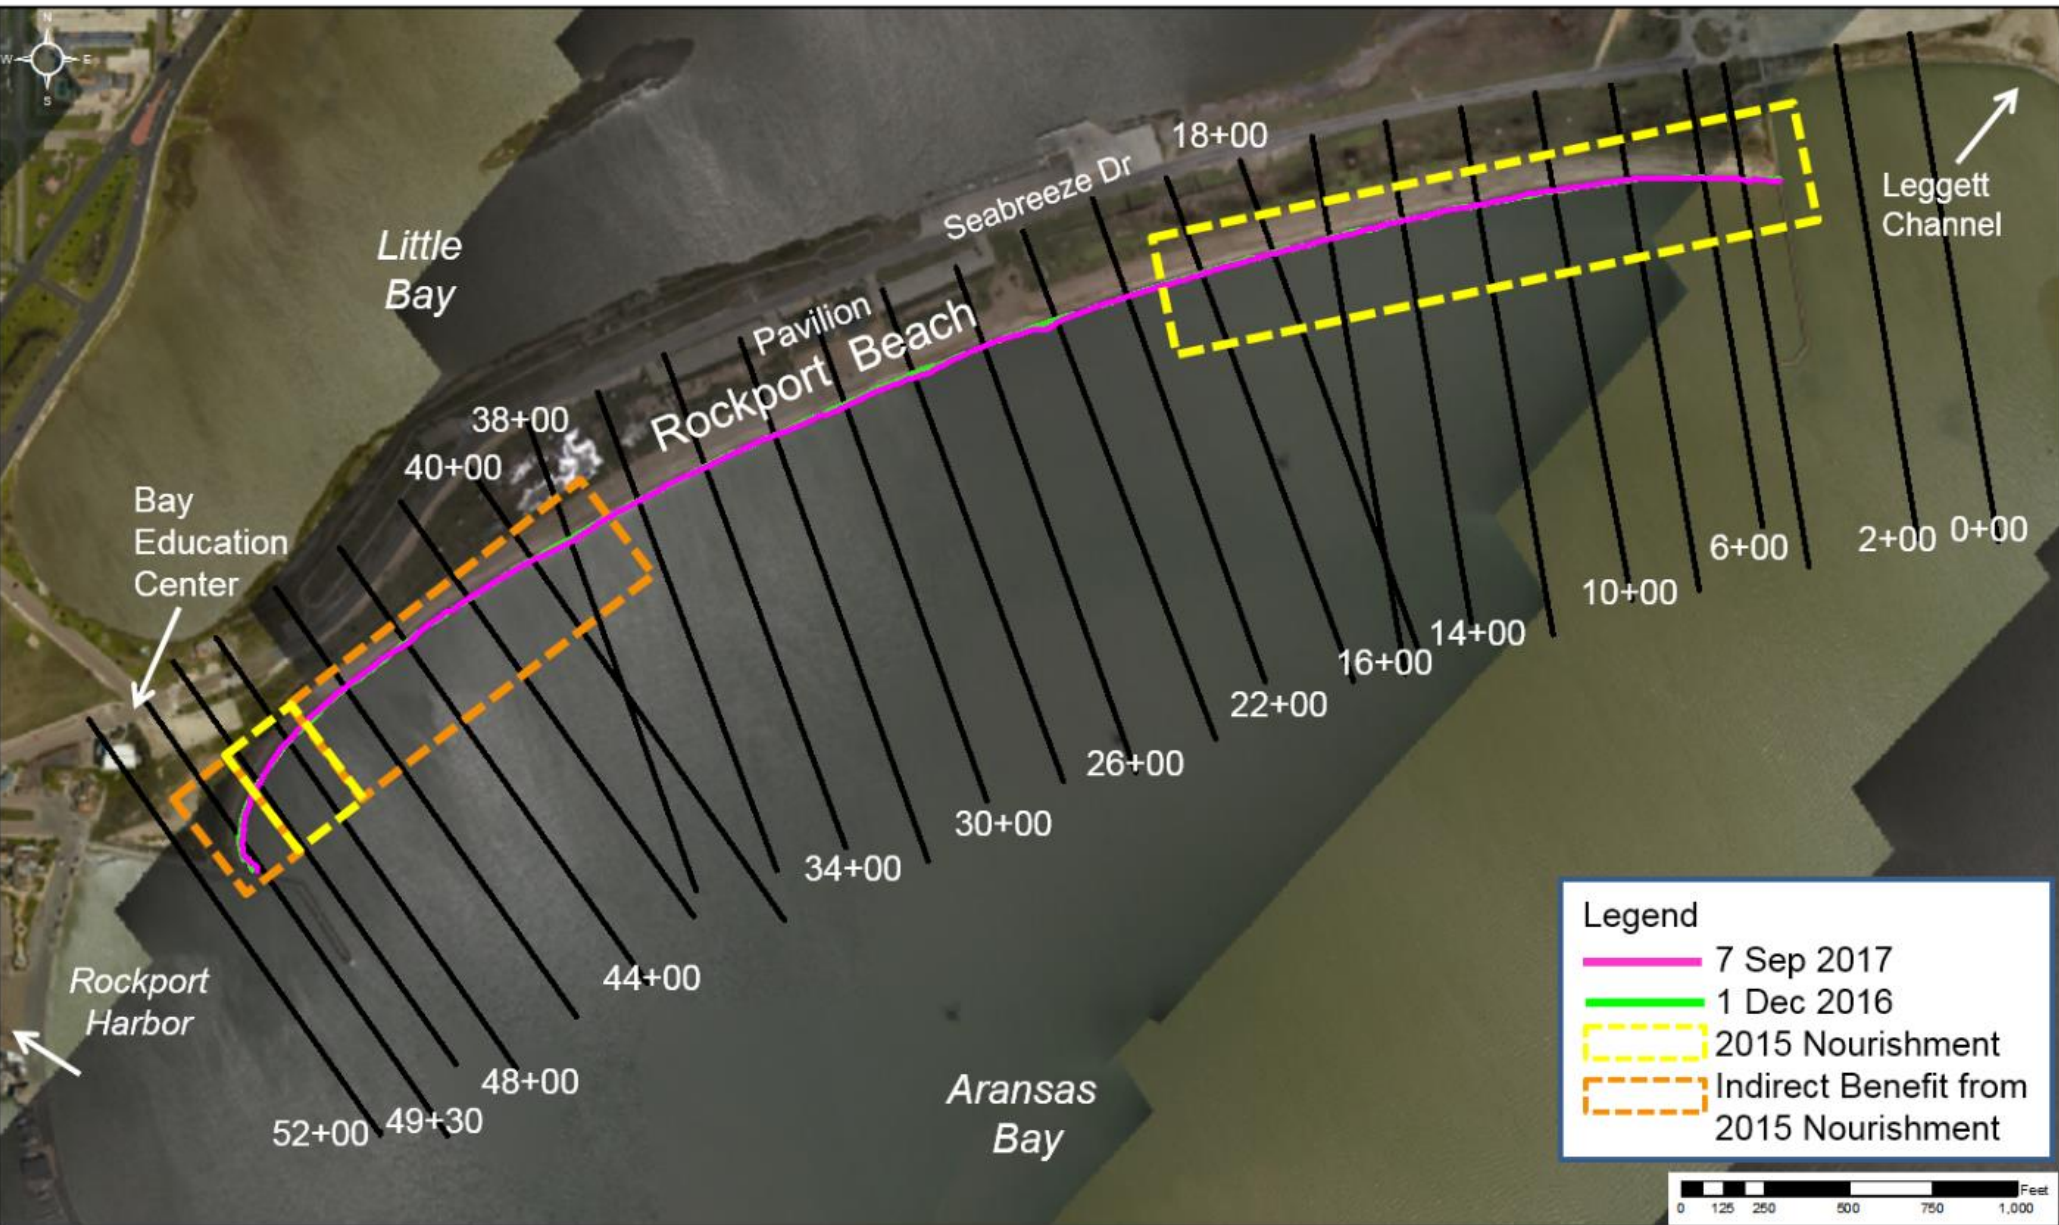 N
W
E
S
18+00
Seabreeze Dr
Leggett
Channel
Little
Bay
Pavilion
Rockport Beach
38+00
40+00
Bay
Education
Center
0+00
2+00
6+00
10+00
14+00
16+00
22+00
26+00
30+00
34+00
44+00
48+00
49+30
52+00
Rockport
Harbor
Aransas
Bay
Legend
7 Sep 2017
1 Dec 2016
2015 Nourishment
Indirect Benefit from
2015 Nourishment
Feet
0 125 250 500 750 1,000